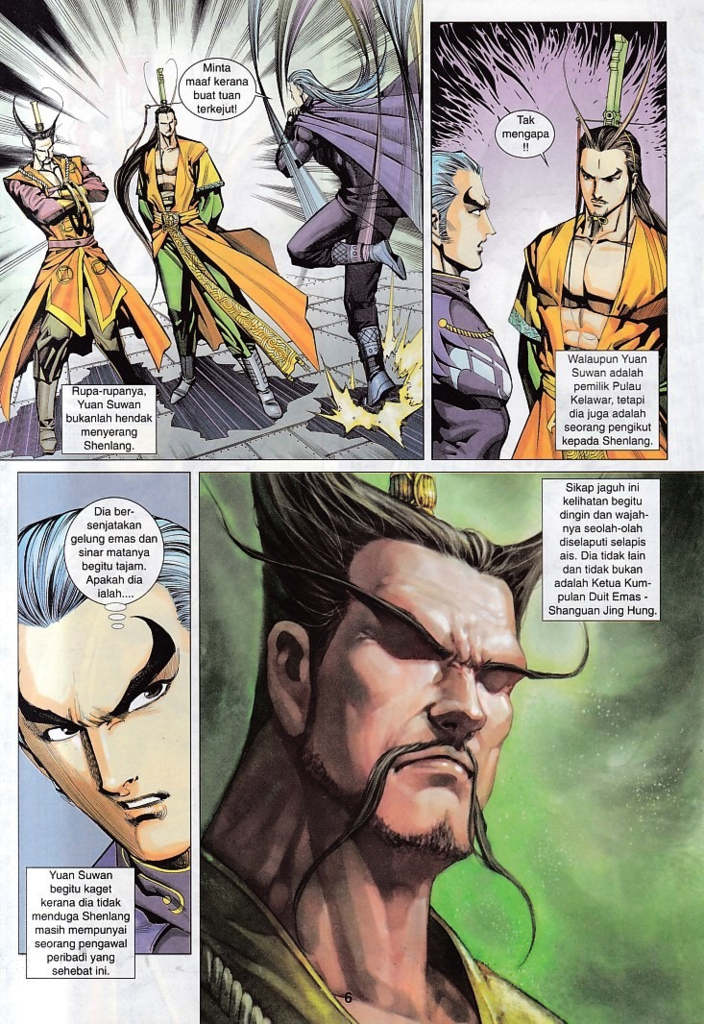 Minta
maaf kerana
buat tuan
terkejut!
Rupa-rupanya,
Yuan Suwan
bukanlah hendak
menyerang
Shenlang.
Tak
mengapa
!!
Walaupun Yuan
Suwan adalah
pemilik Pulau
Kelawar, tetapi
dia juga adalah
seorang pengikut
kepada Shenlang.
Dia ber-
senjatakan
gelung emas dan
sinar matanya
begitu tajam.
Apakah dia
ialah....
Yuan Suwan
begitu kaget
kerana dia tidak
menduga Shenlang
masih mempunyai
seorang pengawal
peribadi yang
sehebat ini.
Sikap jaguh ini
kelihatan begitu
dingin dan wajah-
nya seolah-olah
diselaputi selapis
ais. Dia tidak lain
dan tidak bukan
adalah Ketua Kum-
pulan Duit Emas -
Shanguan Jing Hung.
6